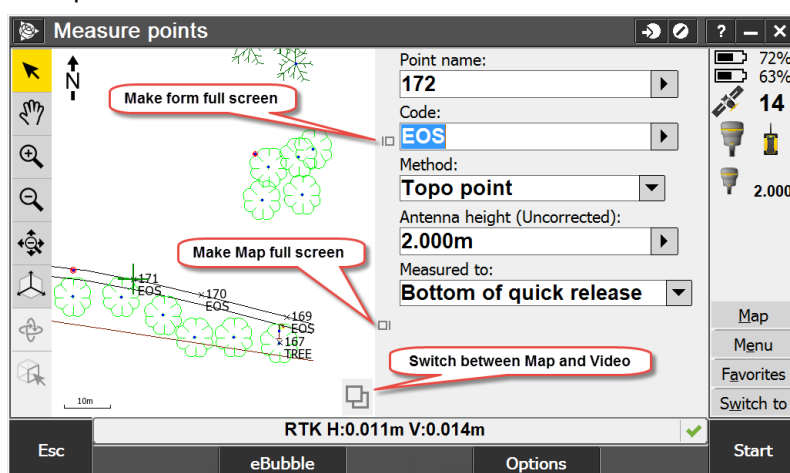 Measure points
? – ×
N
Make form full screen
Make Map full screen
Switch between Map and Video
171
EOS
170
EOS
169
EOS
167
TREE
10m
Point name:
172
Code:
EOS
Method:
Topo point
Antenna height (Uncorrected):
2.000m
Measured to:
Bottom of quick release
72%
63%
14
2.000
Map
Menu
Favorites
Switch to
RTK H:0.011m V:0.014m
Esc
eBubble
Options
Start